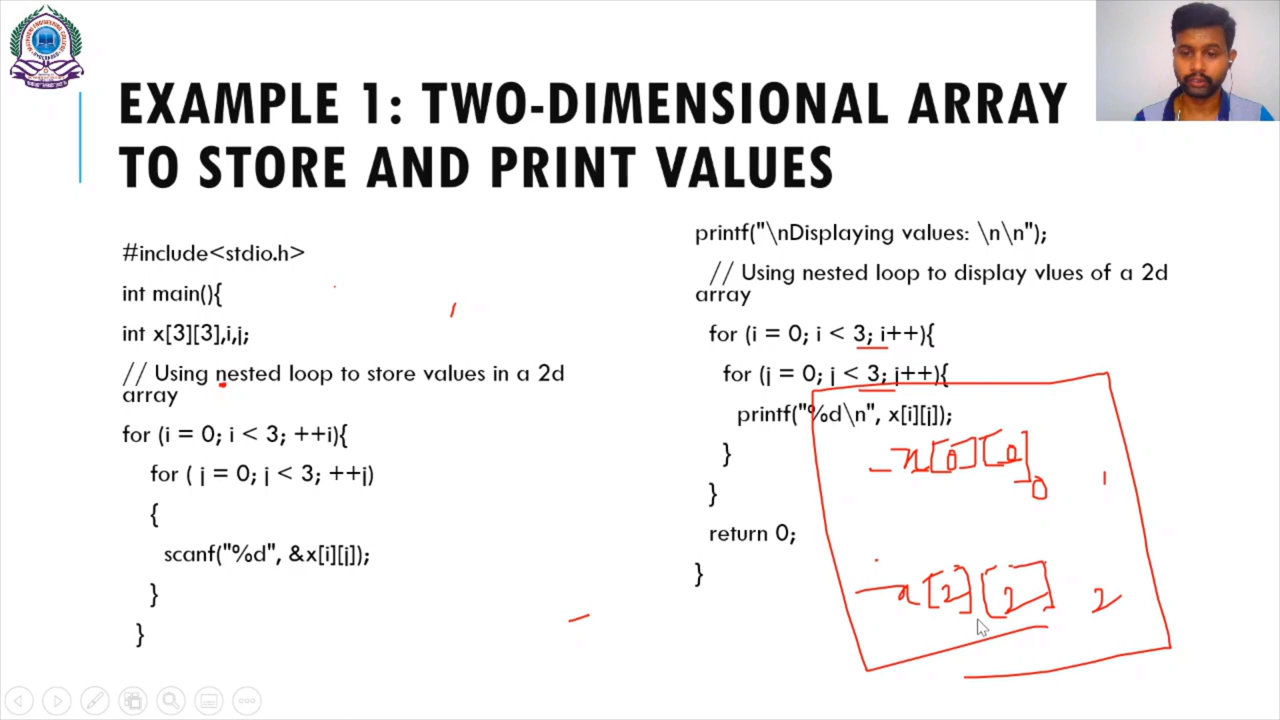 EXAMPLE 1: TWO-DIMENSIONAL ARRAY
TO STORE AND PRINT VALUES
#include<stdio.h>
int main(){
int x[3][3],i,j;
// Using nested loop to store values in a 2d
array
for (i = 0; i < 3; ++i){
for ( j = 0; j < 3; ++j)
{
scanf("%d", &x[i][j]);
}
}
printf("\nDisplaying values: \n\n");
// Using nested loop to display vlues of a 2d
array
for (i = 0; i < 3; i++){
for (j = 0; j < 3; j++){
printf("%d\n", x[i][j]);
}
}
return 0;
}
x[0][0]
0 1
x[2][2] 2